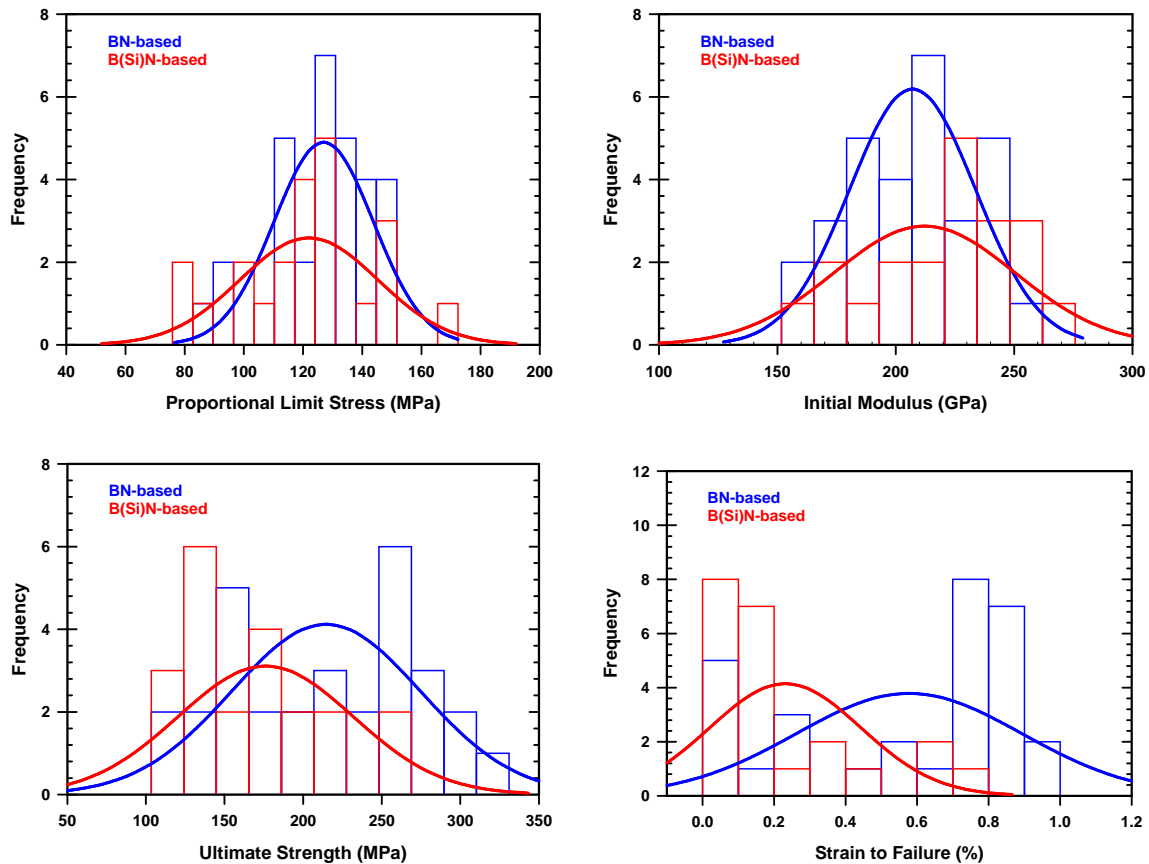 8
6
4
2
0
Frequency
BN-based
B(Si)N-based
40 60 80 100 120 140 160 180 200
Proportional Limit Stress (MPa)
8
6
4
2
0
Frequency
BN-based
B(Si)N-based
100 150 200 250 300
Initial Modulus (GPa)
8
6
4
2
0
Frequency
BN-based
B(Si)N-based
50 100 150 200 250 300 350
Ultimate Strength (MPa)
12
10
8
6
4
2
0
Frequency
BN-based
B(Si)N-based
0.0 0.2 0.4 0.6 0.8 1.0 1.2
Strain to Failure (%)